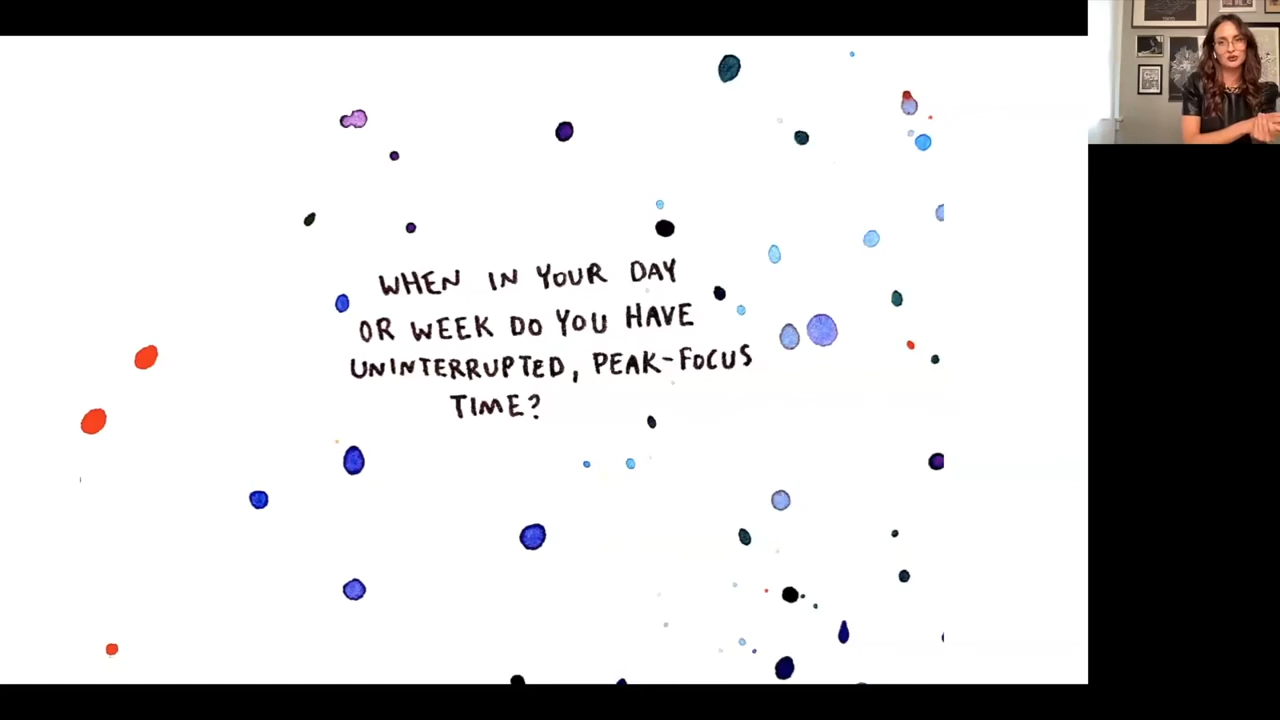 WHEN IN YOUR DAY
OR WEEK DO YOU HAVE
UNINTERRUPTED, PEAK-FOCUS
TIME?